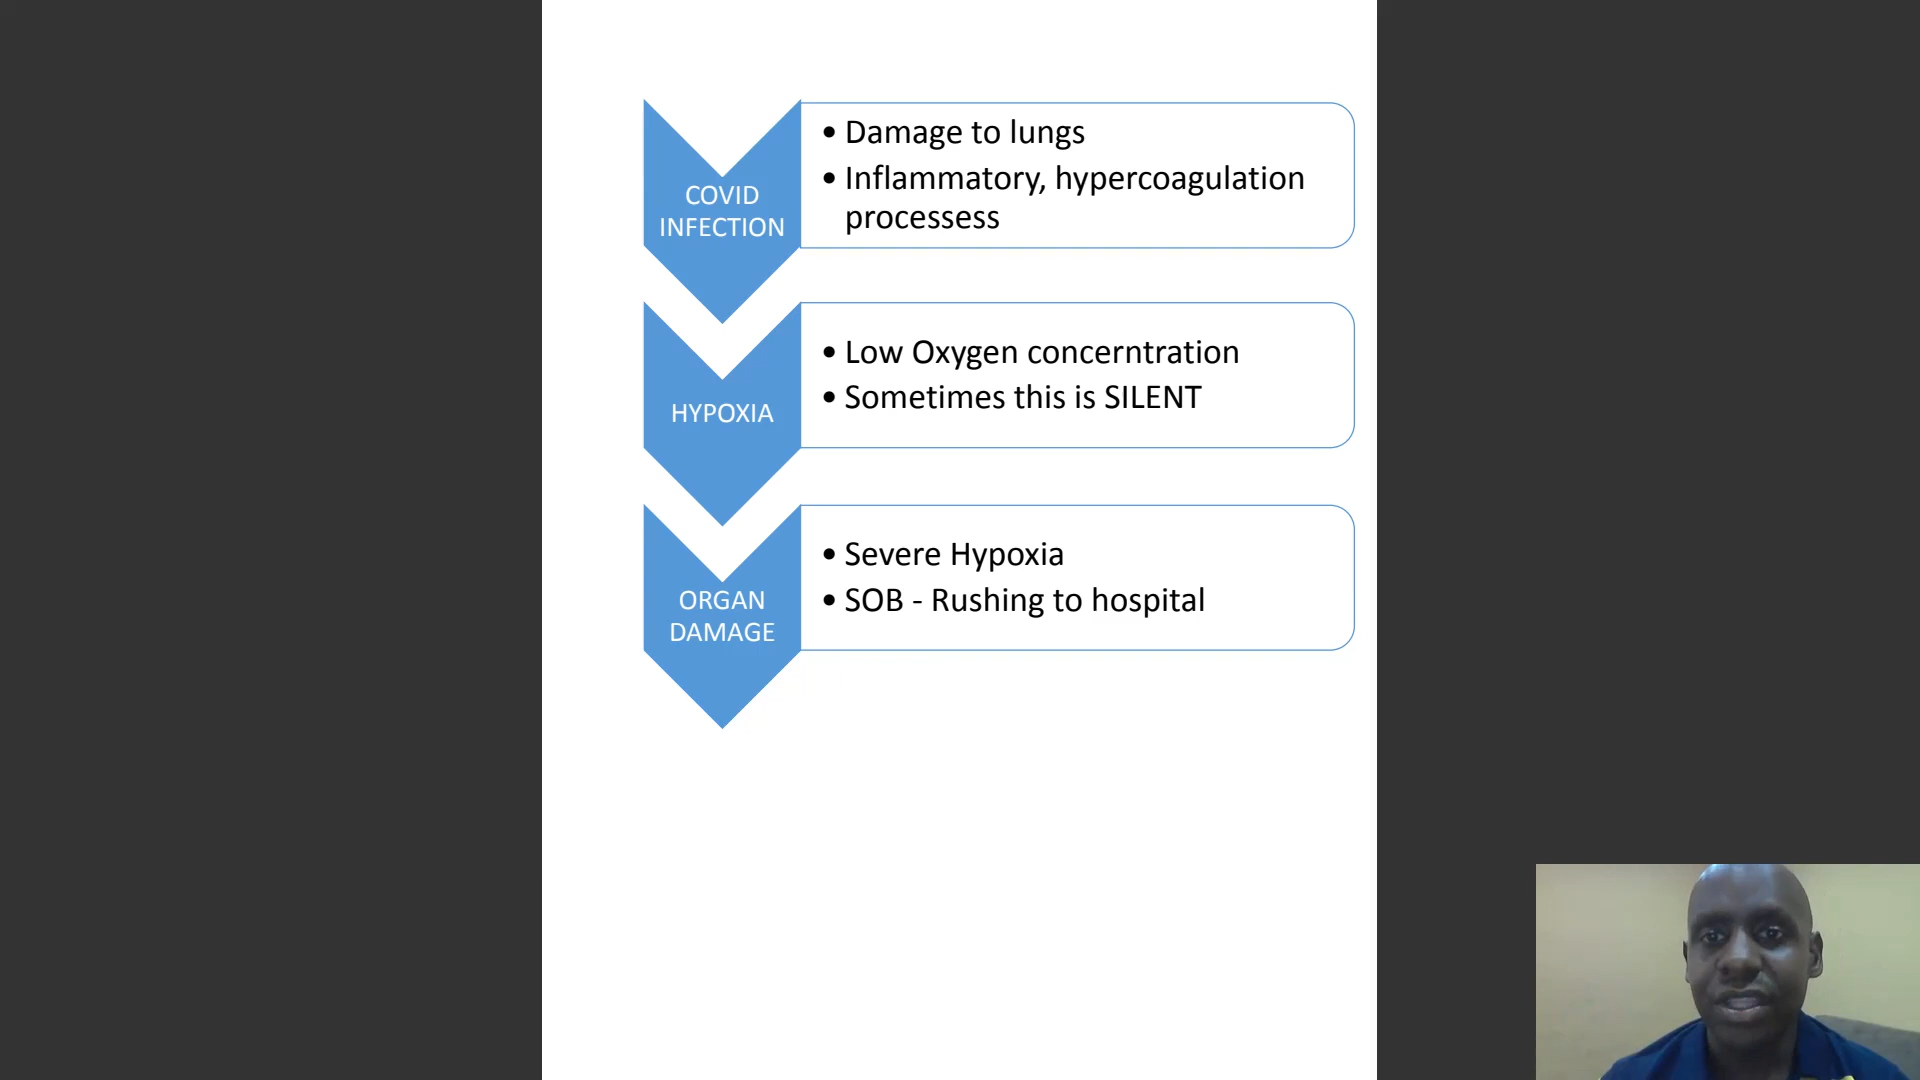 COVID
INFECTION
• Damage to lungs
• Inflammatory, hypercoagulation
processess
HYPOXIA
• Low Oxygen concerntration
• Sometimes this is SILENT
ORGAN
DAMAGE
• Severe Hypoxia
• SOB - Rushing to hospital